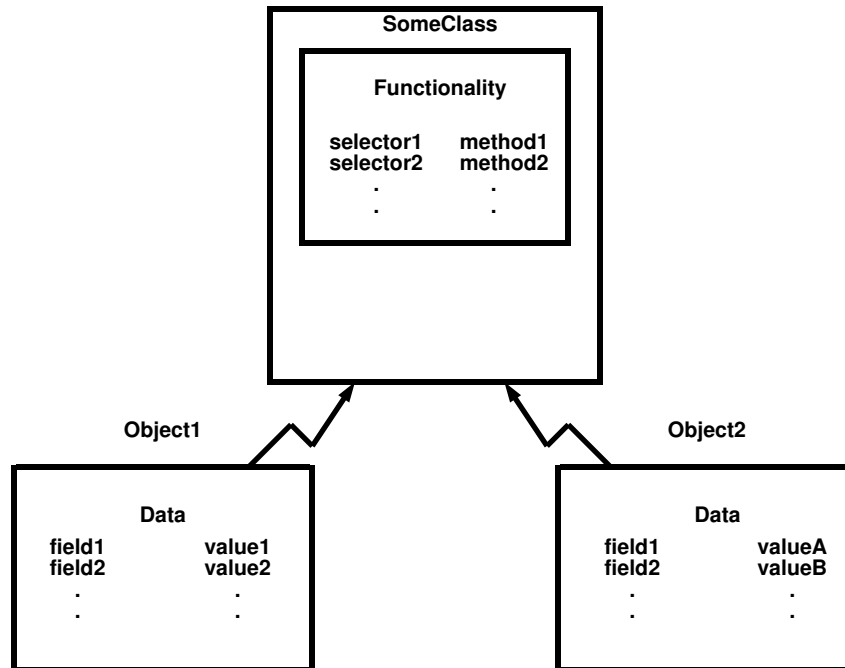 SomeClass
Functionality
selector1 method1
selector2 method2
. .
. .
Object1
Object2
Data
field1 value1
field2 value2
. .
. .
Data
field1 valueA
field2 valueB
. .
. .